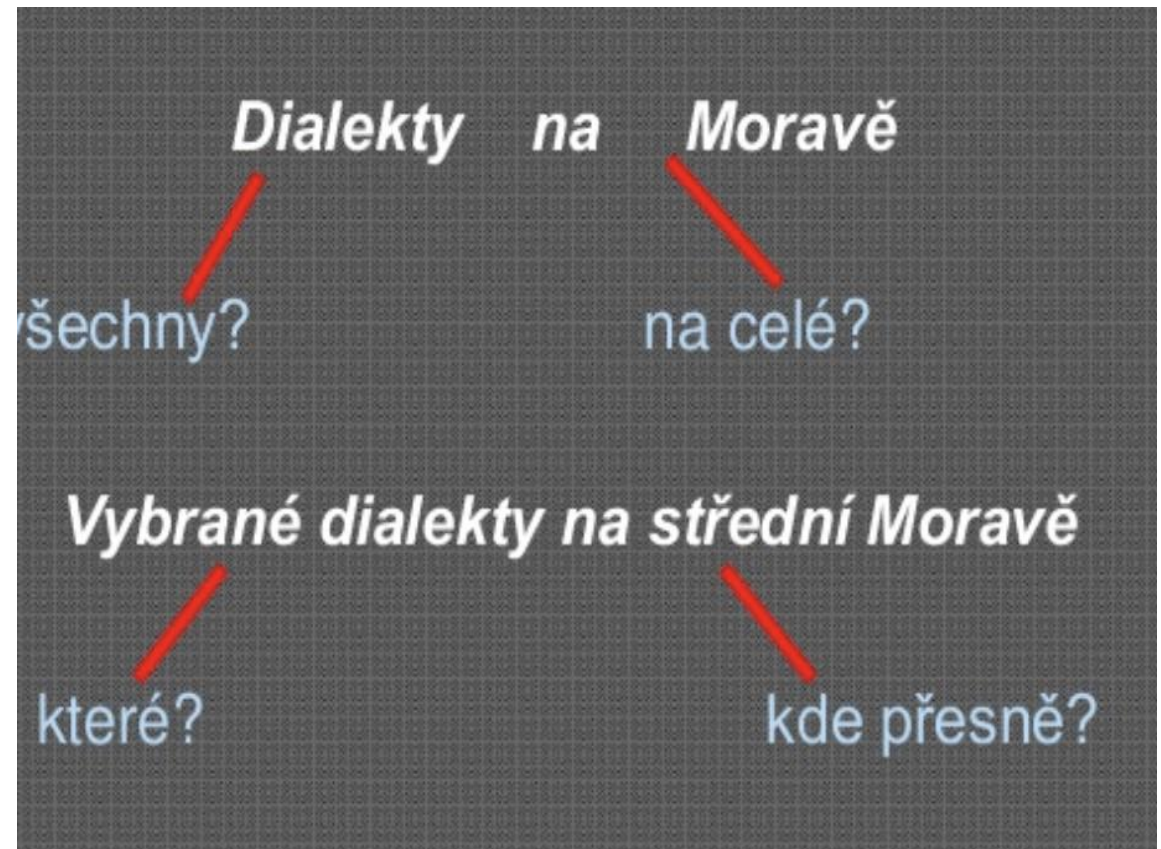 Dialekty na Moravě
všechny? na celé?
Vybrané dialekty na střední Moravě
které? kde přesně?